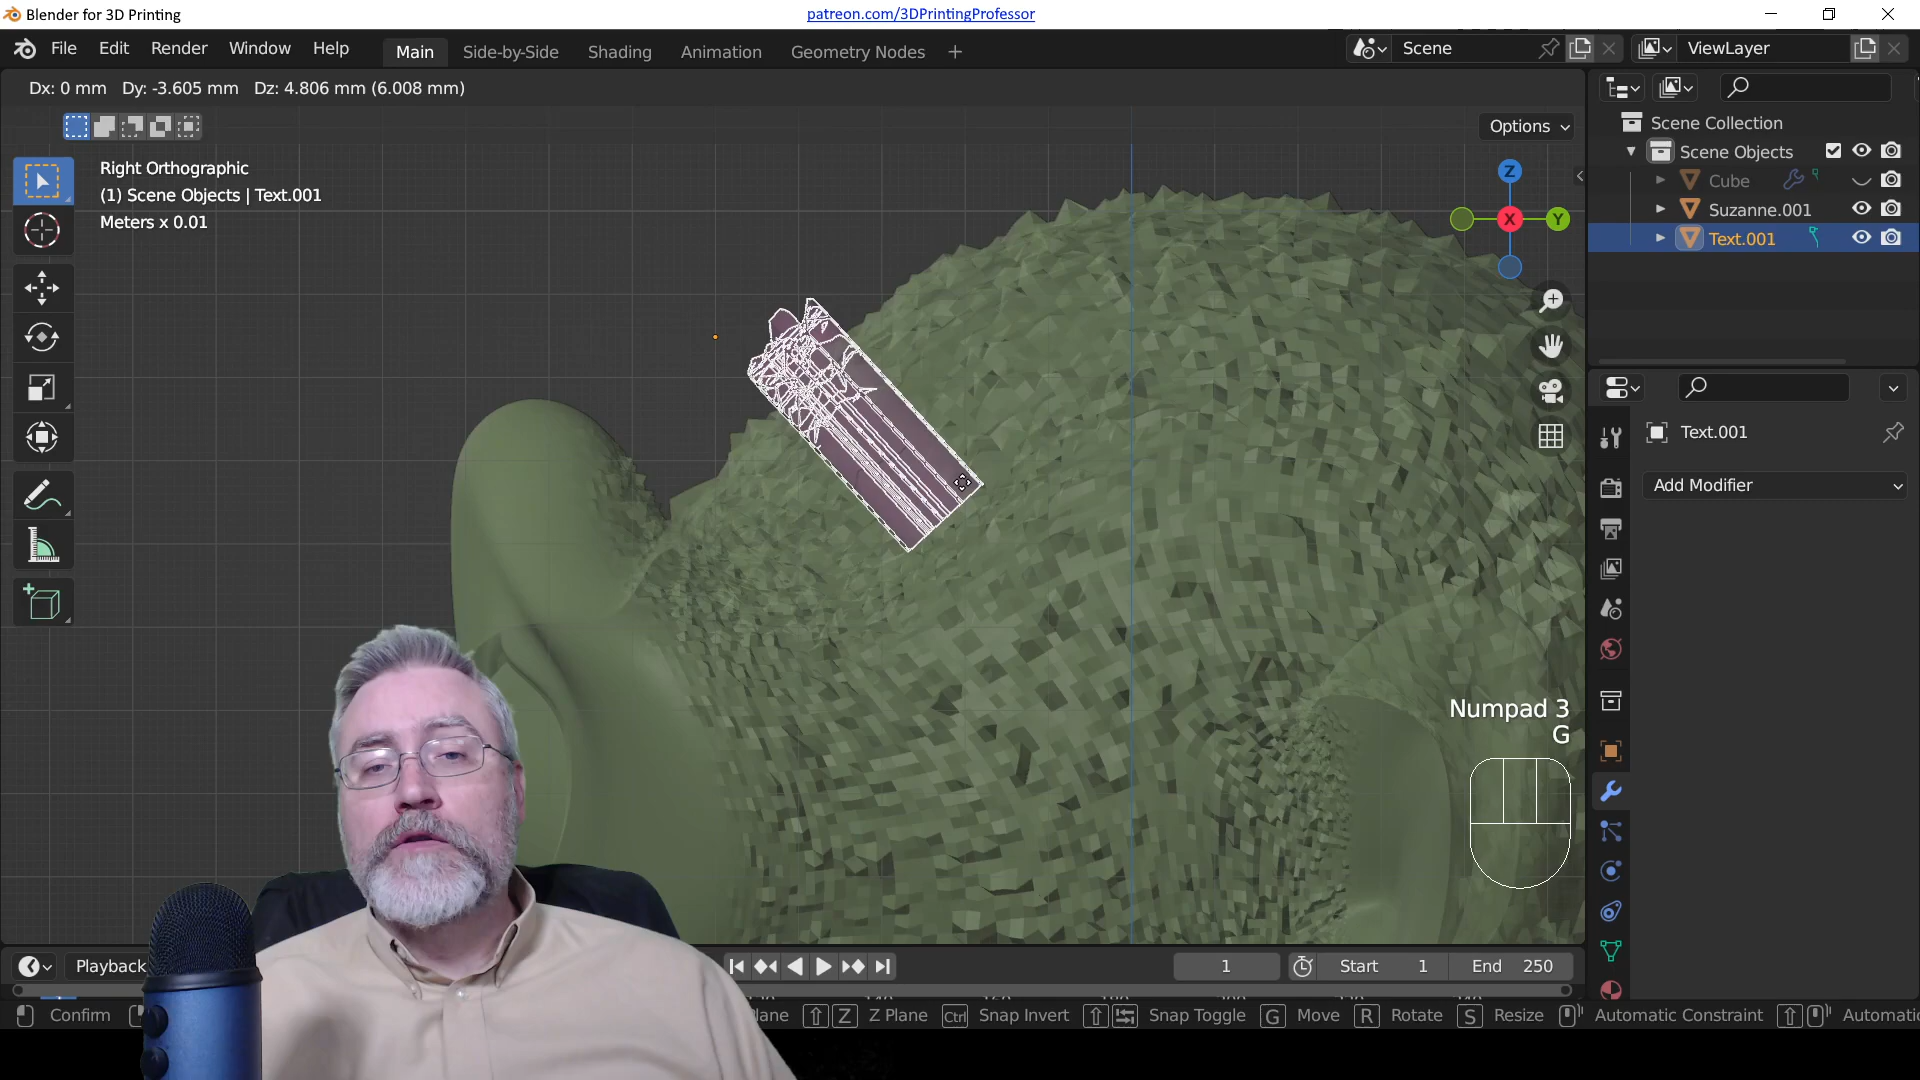 Blender for 3D Printing
patreon.com/3DPrintingProfessor
File Edit Render Window Help
Main Side-by-Side Shading Animation Geometry Nodes
Scene
ViewLayer
Dx: 0 mm Dy: -3.605 mm Dz: 4.806 mm (6.008 mm)
Options
Right Orthographic
(1) Scene Objects | Text.001
Meters x 0.01
Z
X
Y
Scene Collection
Scene Objects
Cube
Suzanne.001
Text.001
Text.001
Add Modifier
Numpad 3
G
Playback
1
Start 1
End 250
Confirm
Z Z Plane Ctrl Snap Invert Snap Toggle G Move R Rotate S Resize Automatic Constraint